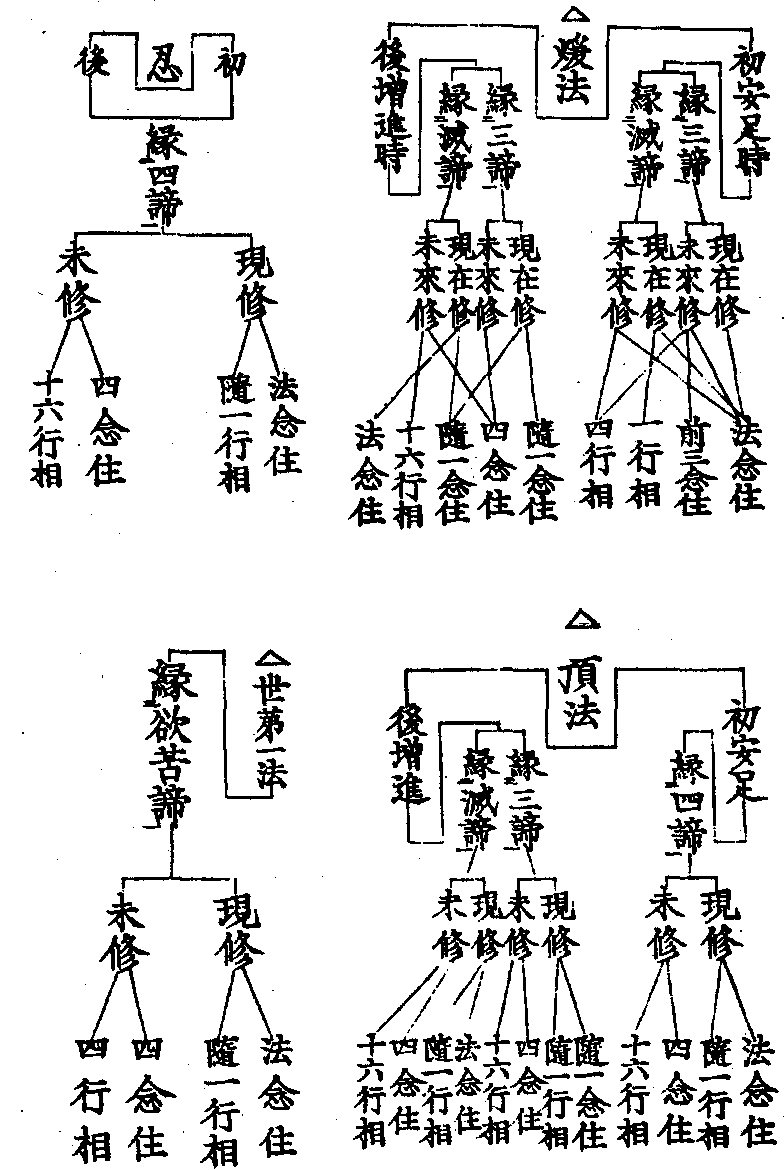 △
煖法
初安足時
後增進時
緣三諦
緣滅諦
緣三諦
緣滅諦
現在修
未來修
現在修
未來修
現在修
未來修
現在修
未來修
法念住
前三念住
一行相
四行相
隨一念住
四念住
隨一念住
十六行相
法念住
忍
初
後
緣四諦
現修
未修
法念住
隨一行相
四念住
十六行相
△
頂法
初安足
後增進
緣四諦
緣三諦
緣滅諦
現修
未修
現修
未修
現修
未修
法念住
隨一行相
四念住
十六行相
隨一念住
隨一行相
四念住
十六行相
法念住
隨一行相
四念住
十六行相
△世第一法
緣欲苦諦
現修
未修
法念住
隨一行相
四念住
四行相